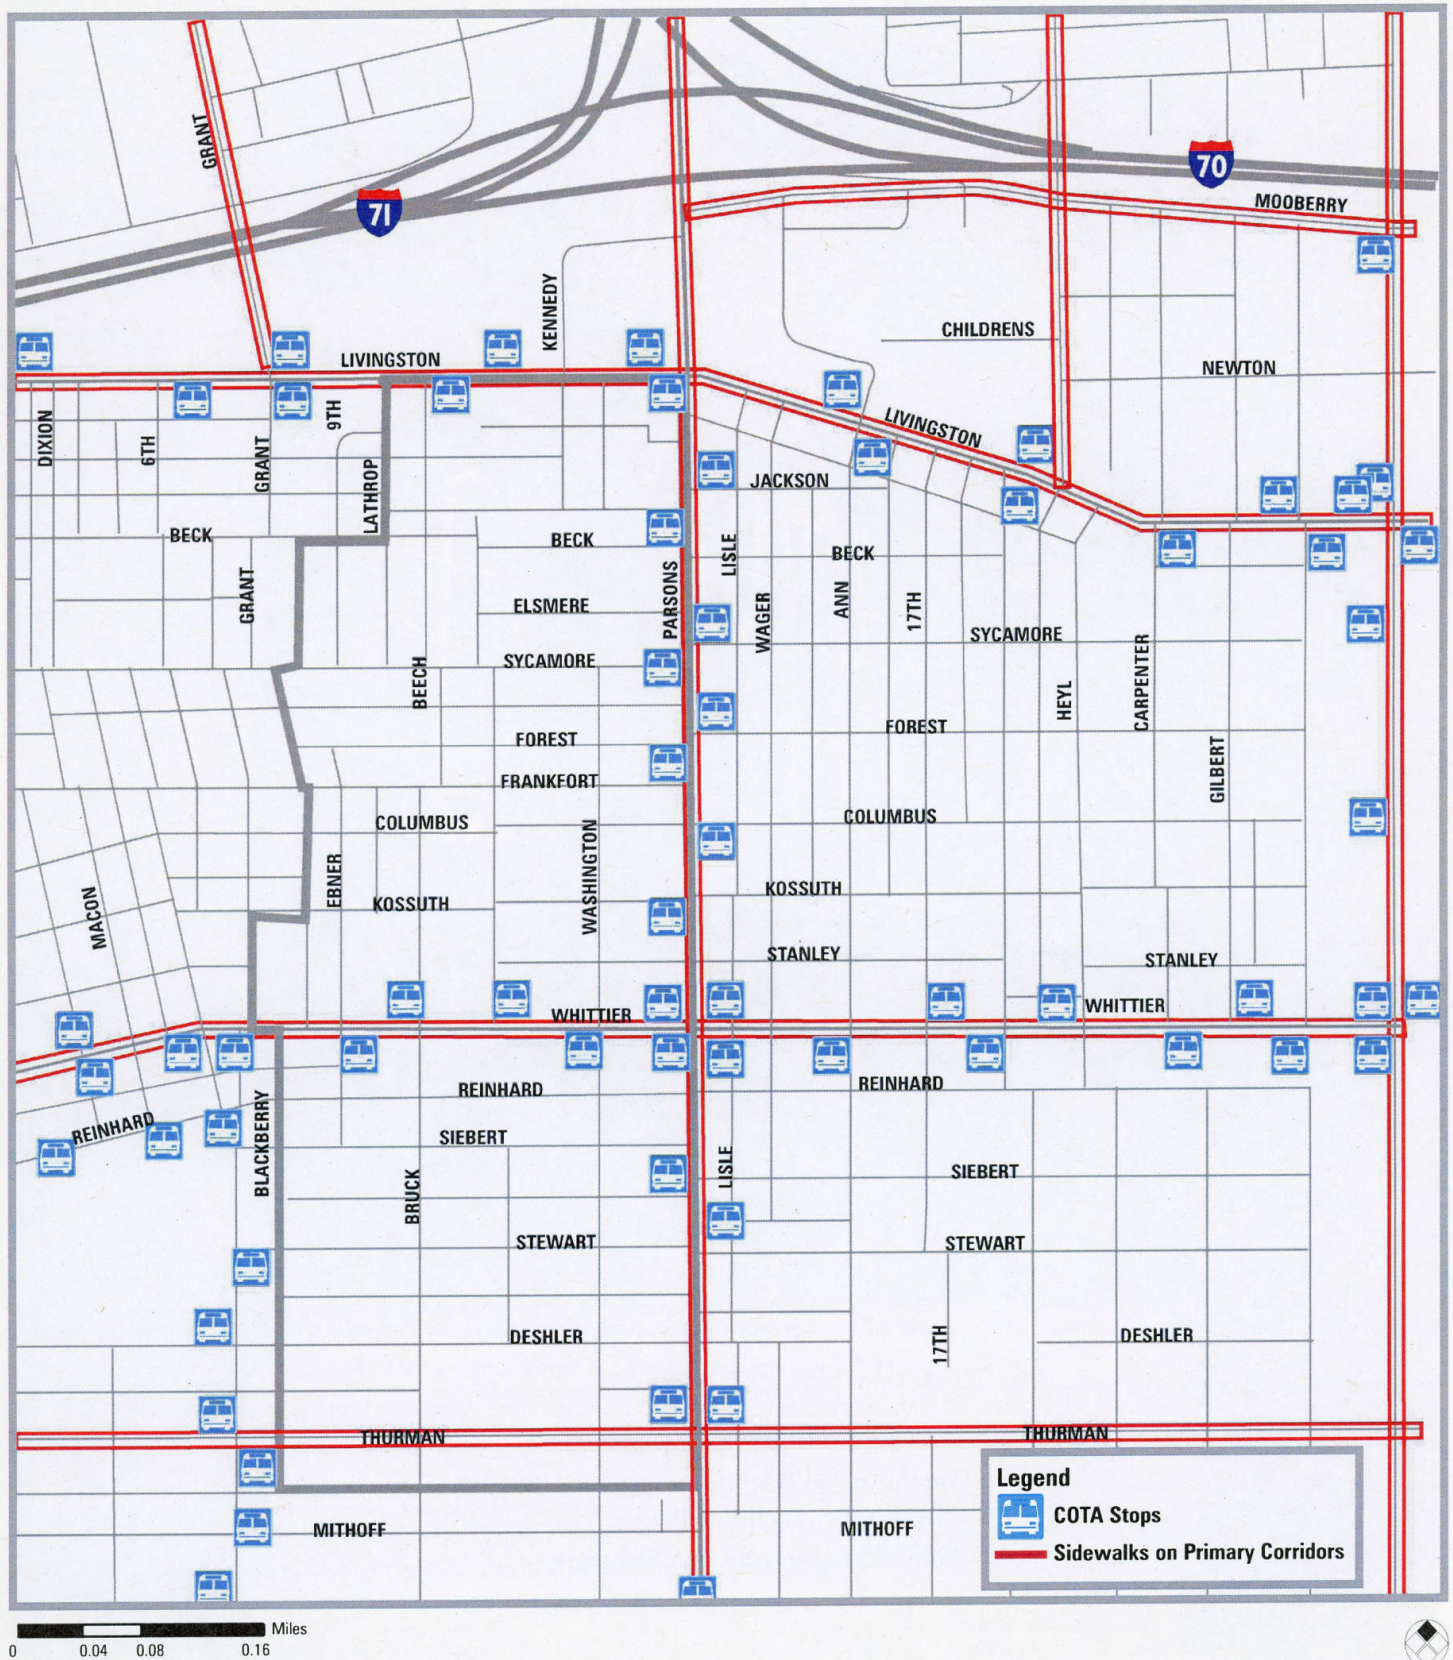 GRANT
70
71
MOOBERRY
KENNEDY
CHILDRENS
LIVINGSTON
NEWTON
9TH
DIXION
6TH
GRANT
LIVINGSTON
LATHROP
JACKSON
BECK
BECK
LISLE
BECK
GRANT
ELSMERE
PARSONS
WAGER
ANN
17TH
SYCAMORE
SYCAMORE
BEECH
HEYL
CARPENTER
FOREST
FOREST
FRANKFORT
GILBERT
COLUMBUS
COLUMBUS
EBNER
WASHINGTON
KOSSUTH
KOSSUTH
MACON
STANLEY
STANLEY
WHITTIER
WHITTIER
REINHARD
REINHARD
REINHARD
BLACKBERRY
SIEBERT
LISLE
SIEBERT
BRUCK
STEWART
STEWART
DESHLER
17TH
DESHLER
THURMAN
THURMAN
MITHOFF
MITHOFF
Legend
COTA Stops
Sidewalks on Primary Corridors
Miles
0 0.04 0.08 0.16